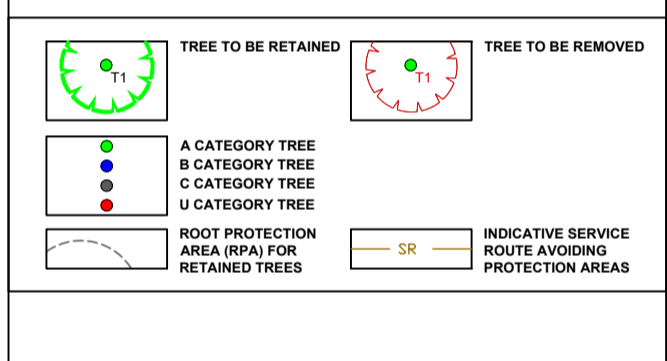 T1
TREE TO BE RETAINED
T1
TREE TO BE REMOVED
A CATEGORY TREE
B CATEGORY TREE
C CATEGORY TREE
U CATEGORY TREE
ROOT PROTECTION
AREA (RPA) FOR
RETAINED TREES
SR
INDICATIVE SERVICE
ROUTE AVOIDING
PROTECTION AREAS